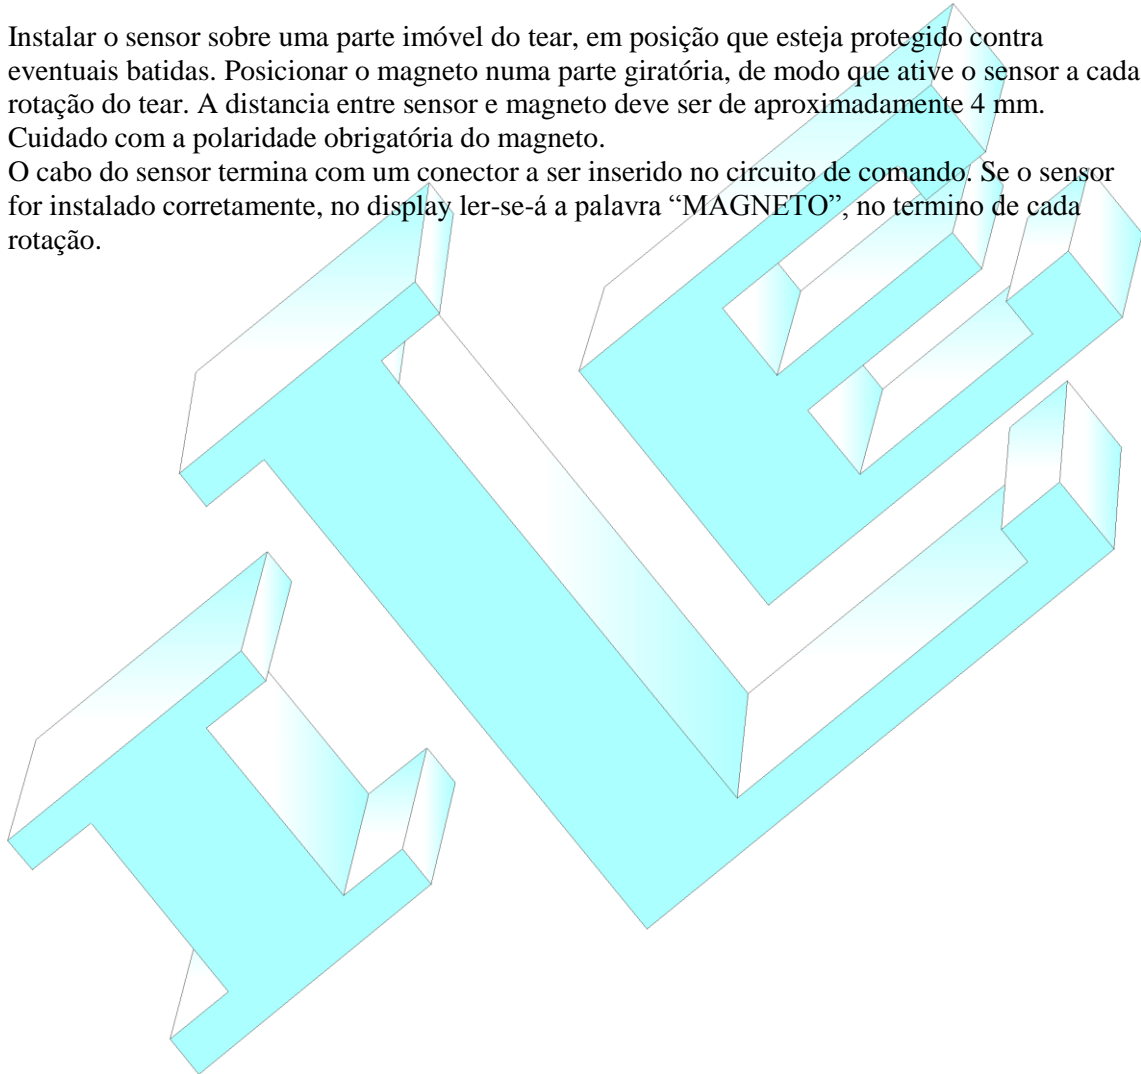 Instalar o sensor sobre uma parte imóvel do tear, em posição que esteja protegido contra
eventuais batidas. Posicionar o magneto numa parte giratória, de modo que ative o sensor a cada
rotação do tear. A distancia entre sensor e magneto deve ser de aproximadamente 4 mm.
Cuidado com a polaridade obrigatória do magneto.
O cabo do sensor termina com um conector a ser inserido no circuito de comando. Se o sensor
for instalado corretamente, no display ler-se-á a palavra “MAGNETO”, no termino de cada
rotação.
ILE